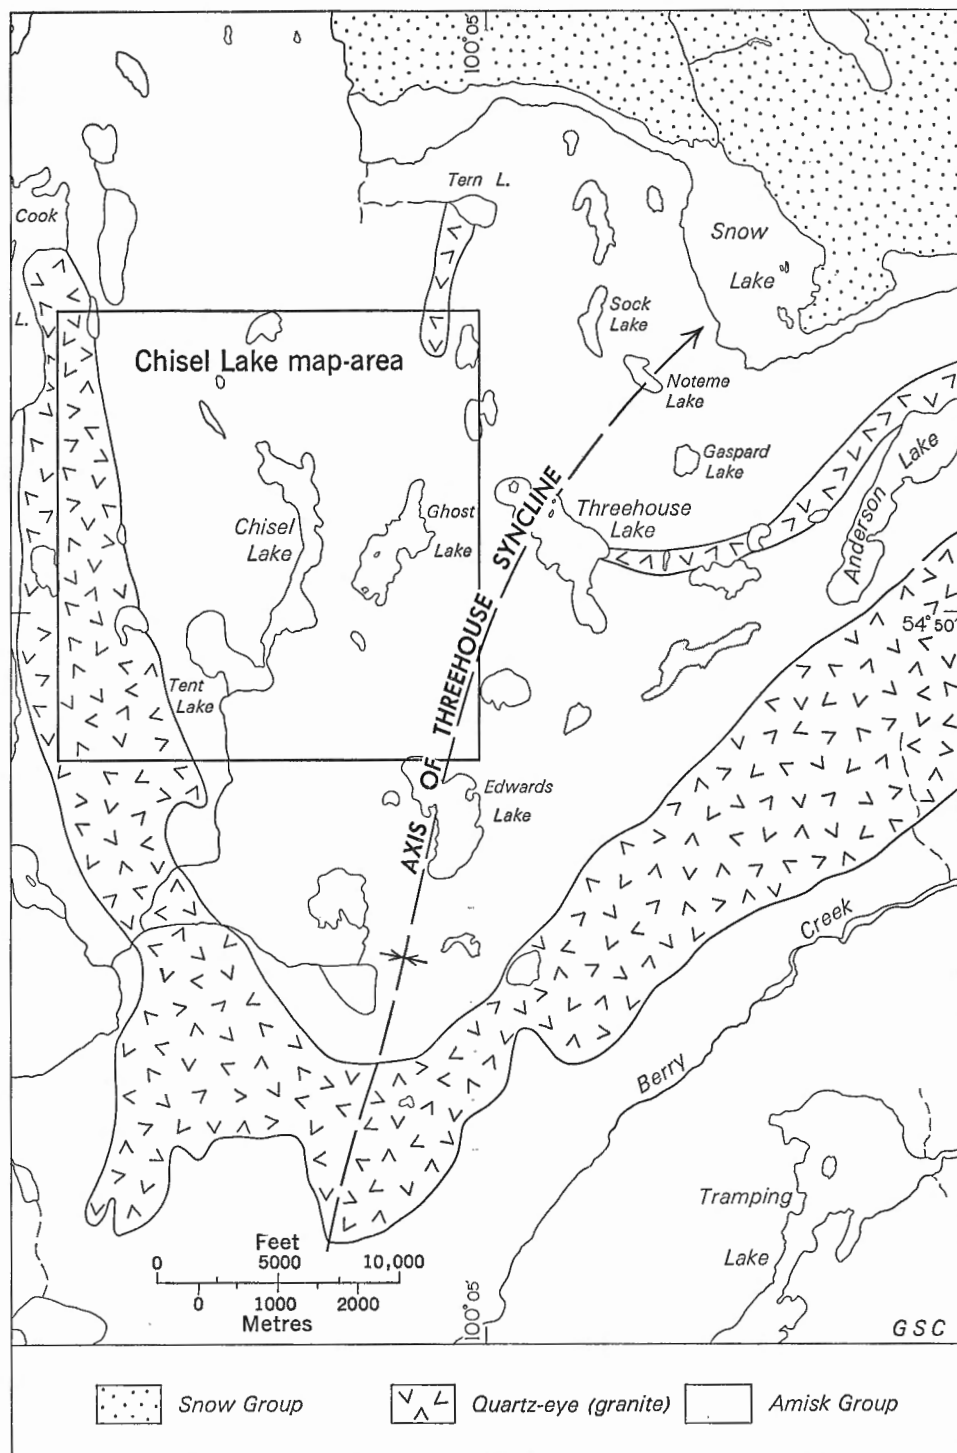 100°05'
Tern L.
Cook
L.
Snow
Lake
Sock
Lake
Chisel Lake map-area
Noteme
Lake
Gaspard
Lake
Anderson Lake
Ghost
Lake
Chisel
Lake
Threehouse
Lake
54°50'
Tent
Lake
AXIS OF THREEHOUSE SYNCLINE
Edwards
Lake
Berry Creek
Tramping
Lake
Feet
0 5000 10,000
0 1000 2000
Metres
100°05'
GSC
Snow Group
Quartz-eye (granite)
Amisk Group